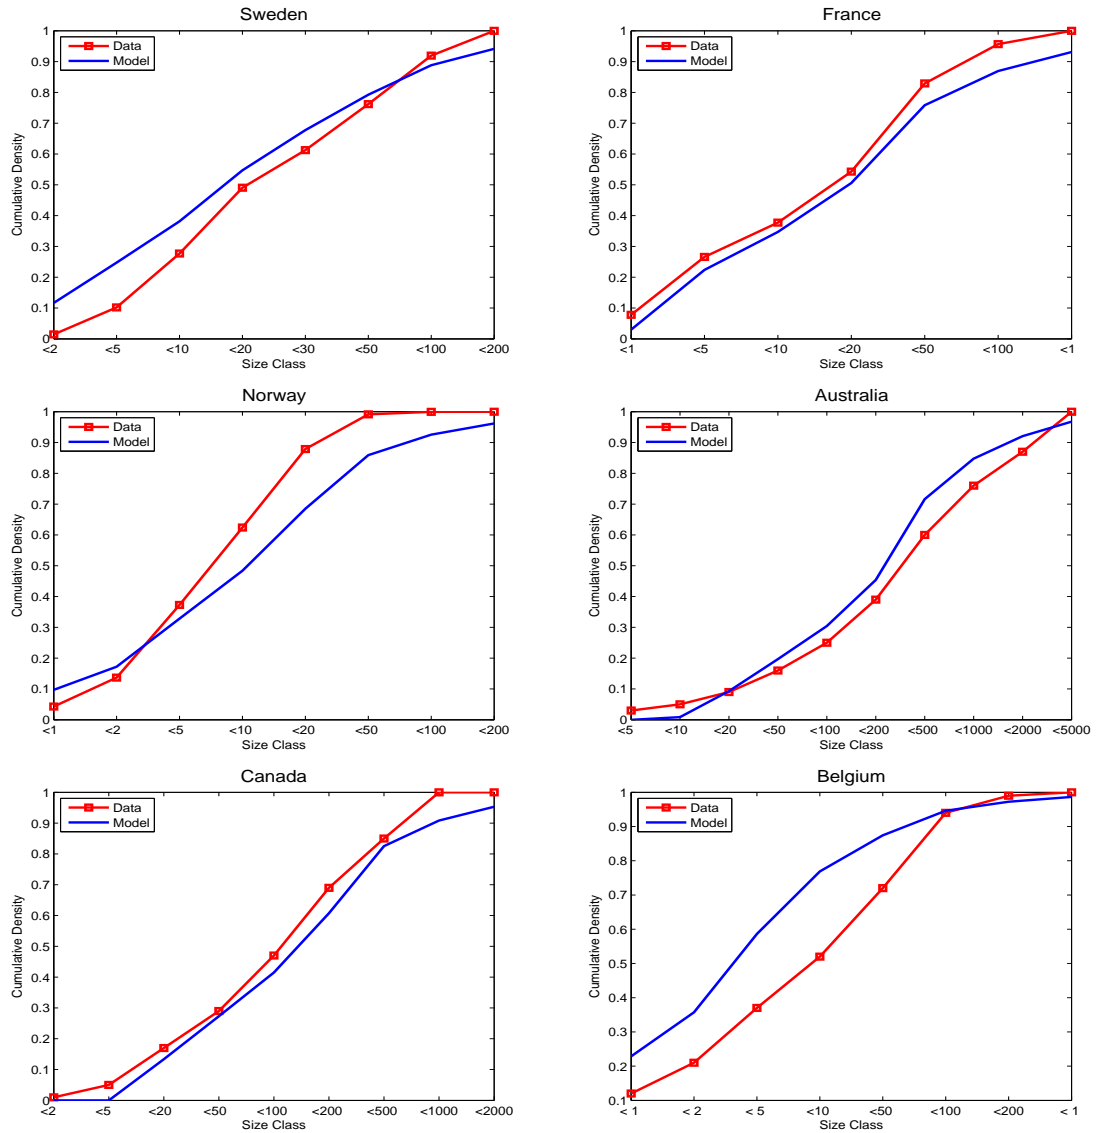 Sweden
1
0.9
0.8
0.7
0.6
0.5
0.4
0.3
0.2
0.1
0
Cumulative Density
Data
Model
<2 <5 <10 <20 <30 <50 <100 <200
Size Class
France
1
0.9
0.8
0.7
0.6
0.5
0.4
0.3
0.2
0.1
0
Cumulative Density
Data
Model
<1 <5 <10 <20 <50 <100 <1
Size Class
Norway
1
0.9
0.8
0.7
0.6
0.5
0.4
0.3
0.2
0.1
0
Cumulative Density
Data
Model
<1 <2 <5 <10 <20 <50 <100 <200
Size Class
Australia
1
0.9
0.8
0.7
0.6
0.5
0.4
0.3
0.2
0.1
0
Cumulative Density
Data
Model
<5 <10 <20 <50 <100 <200 <500 <1000 <2000 <5000
Size Class
Canada
1
0.9
0.8
0.7
0.6
0.5
0.4
0.3
0.2
0.1
0
Cumulative Density
Data
Model
<2 <5 <20 <50 <100 <200 <500 <1000 <2000
Size Class
Belgium
1
0.9
0.8
0.7
0.6
0.5
0.4
0.3
0.2
0.1
Cumulative Density
Data
Model
< 1 < 2 < 5 <10 <50 <100 <200 < 1
Size Class